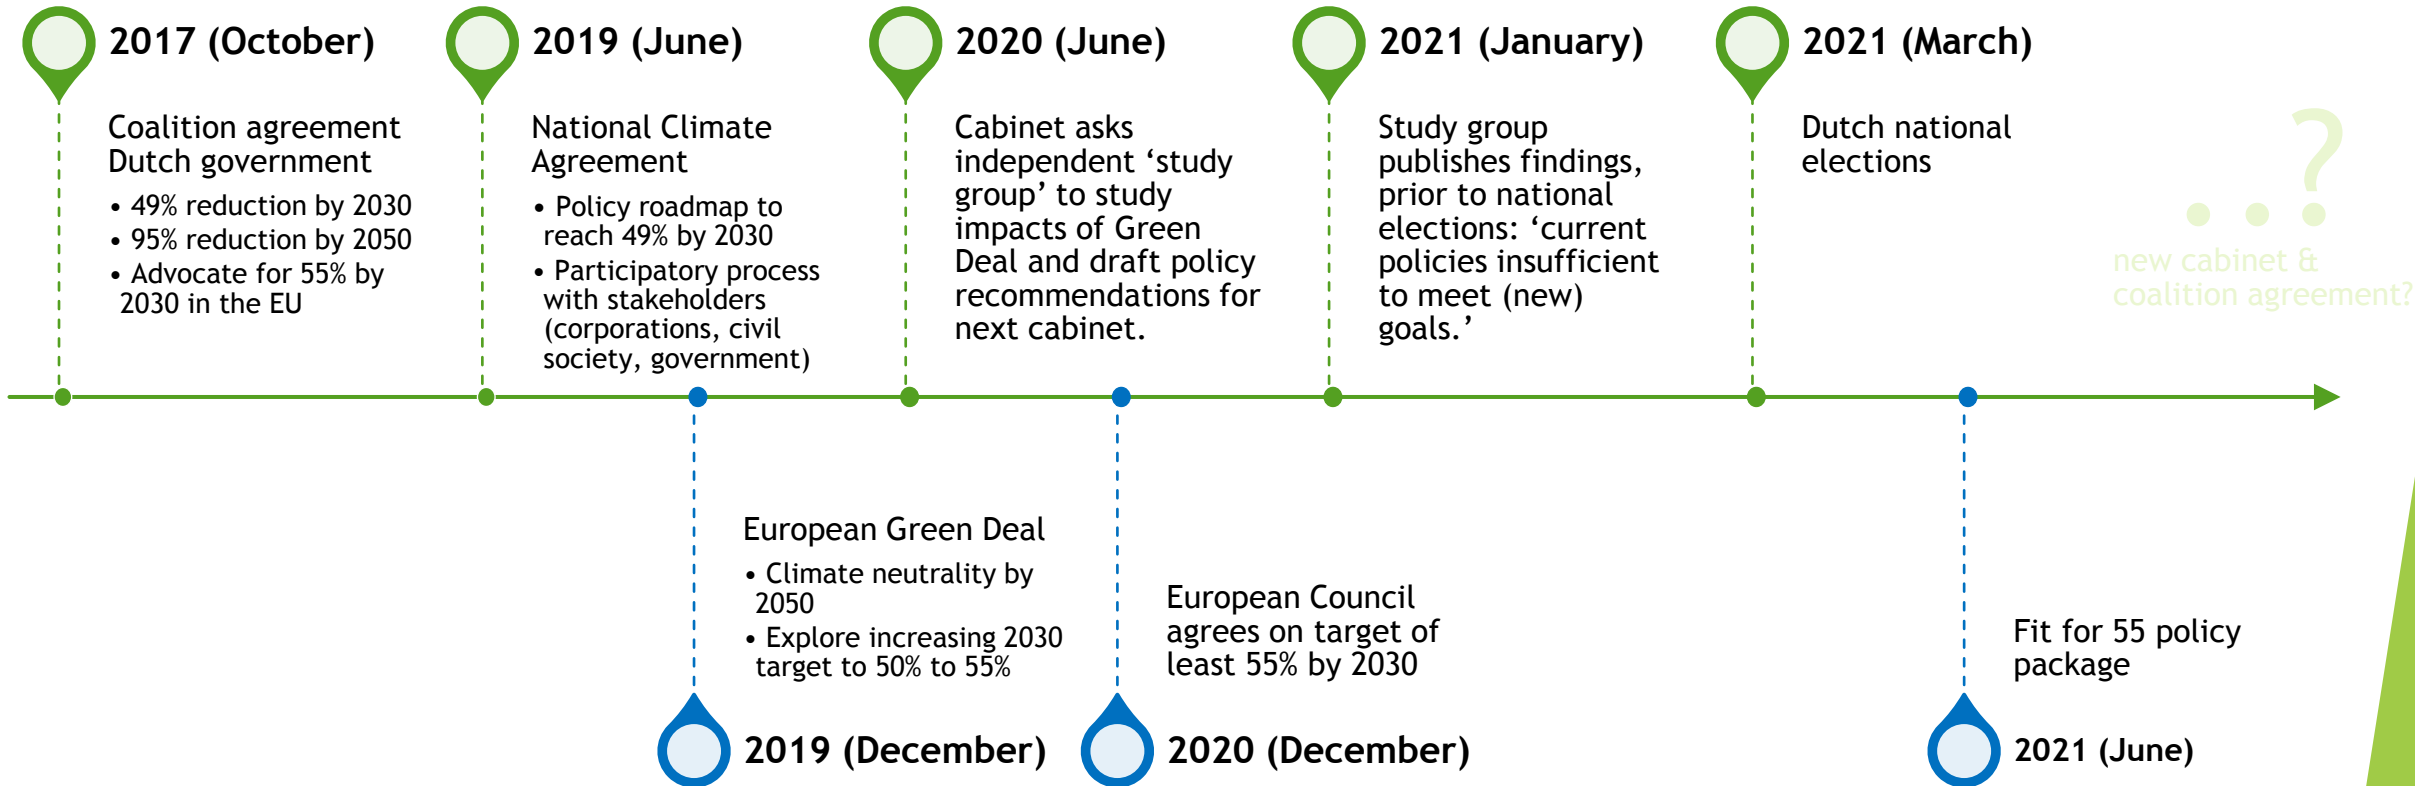 2017 (October)
Coalition agreement
Dutch government
• 49% reduction by 2030
• 95% reduction by 2050
• Advocate for 55% by
2030 in the EU
2019 (June)
National Climate
Agreement
• Policy roadmap to
reach 49% by 2030
• Participatory process
with stakeholders
(corporations, civil
society, government)
2020 (June)
Cabinet asks
independent ‘study
group’ to study
impacts of Green
Deal and draft policy
recommendations for
next cabinet.
2021 (January)
Study group
publishes findings,
prior to national
elections: ‘current
policies insufficient
to meet (new)
goals.’
2021 (March)
Dutch national
elections
..?
new cabinet &
coalition agreement?
European Green Deal
• Climate neutrality by
2050
• Explore increasing 2030
target to 50% to 55%
2019 (December)
European Council
agrees on target of
least 55% by 2030
2020 (December)
Fit for 55 policy
package
2021 (June)